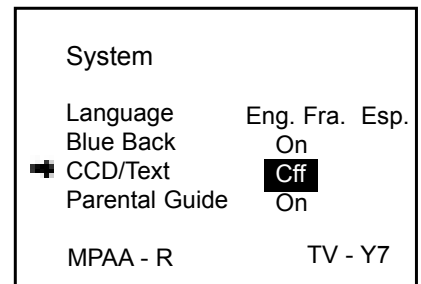 System
Language Eng. Fra. Esp.
Blue Back On
CCD/Text Cff
Parental Guide On
MPAA - R TV - Y7